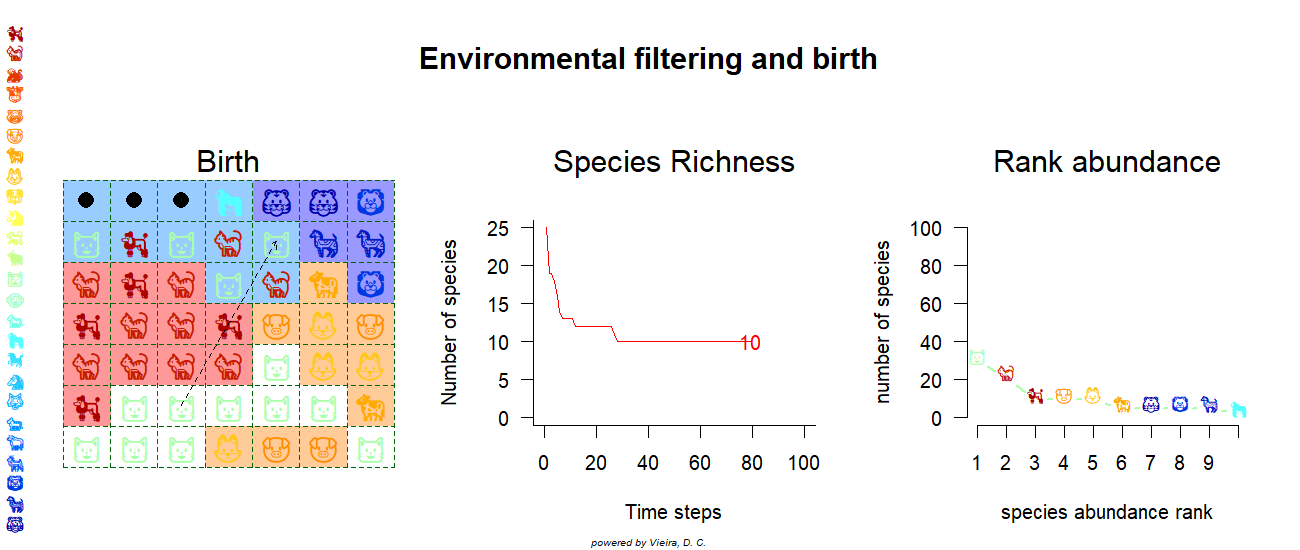 Environmental filtering and birth
Birth
Species Richness
Number of species
25
20
15
10
5
0
10
0 20 40 60 80 100
Time steps
Rank abundance
number of species
100
80
60
40
20
0
1 2 3 4 5 6 7 8 9
species abundance rank
powered by Vieira, D. C.